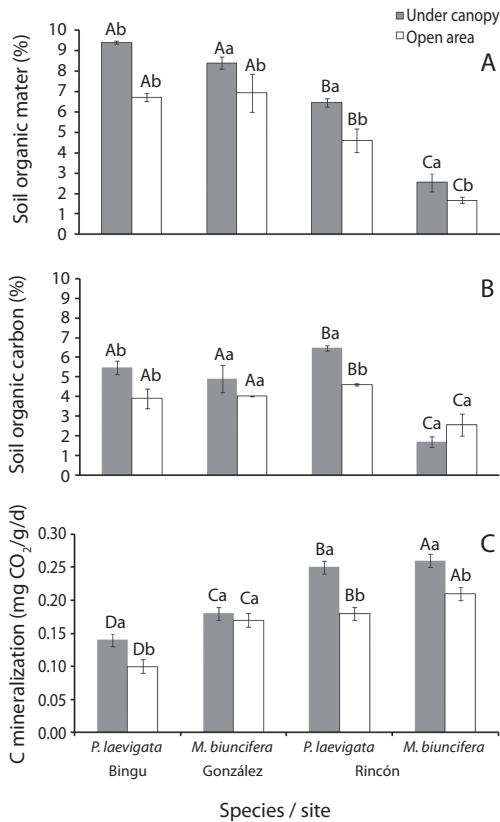 Under canopy
Open area
A
Soil organic mater (%)
10
9
8
7
6
5
4
3
2
1
0
Ab
Ab
Aa
Ab
Ba
Bb
Ca
Cb
B
Soil organic carbon (%)
10
9
8
7
6
5
4
3
2
1
0
Ab
Ab
Aa
Aa
Ba
Bb
Ca
Ca
C
C mineralization (mg CO₂/g/d)
0.30
0.25
0.20
0.15
0.10
0.05
0.00
Da
Db
Ca
Ca
Ba
Bb
Aa
Ab
P. laevigata M. biuncifera P. laevigata M. biuncifera
Bingu González Rincón
Species / site